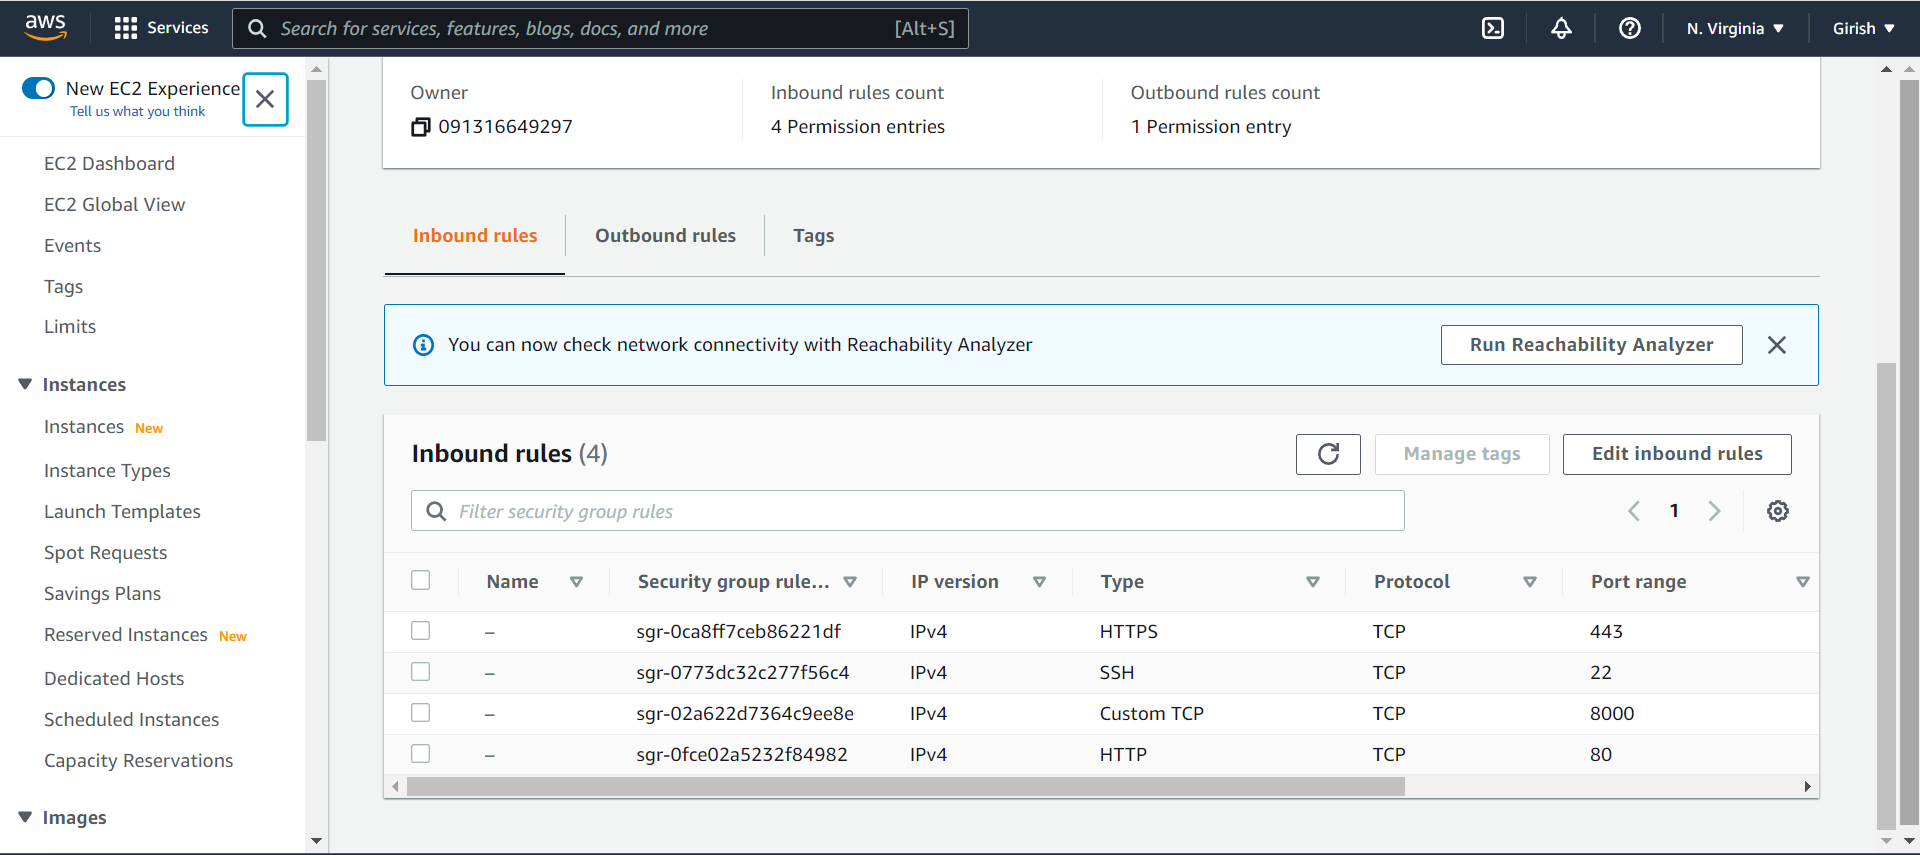 aws
Services
Search for services, features, blogs, docs, and more [Alt+S]
N. Virginia
Girish
New EC2 Experience
Tell us what you think
EC2 Dashboard
EC2 Global View
Events
Tags
Limits
Instances
Instances New
Instance Types
Launch Templates
Spot Requests
Savings Plans
Reserved Instances New
Dedicated Hosts
Scheduled Instances
Capacity Reservations
Images
Owner Inbound rules count Outbound rules count
091316649297 4 Permission entries 1 Permission entry
Inbound rules Outbound rules Tags
You can now check network connectivity with Reachability Analyzer Run Reachability Analyzer
Inbound rules (4) Manage tags Edit inbound rules
Filter security group rules 1
Name Security group rule... IP version Type Protocol Port range
– sgr-0ca8ff7ceb86221df IPv4 HTTPS TCP 443
– sgr-0773dc32c277f56c4 IPv4 SSH TCP 22
– sgr-02a622d7364c9ee8e IPv4 Custom TCP TCP 8000
– sgr-0fce02a5232f84982 IPv4 HTTP TCP 80